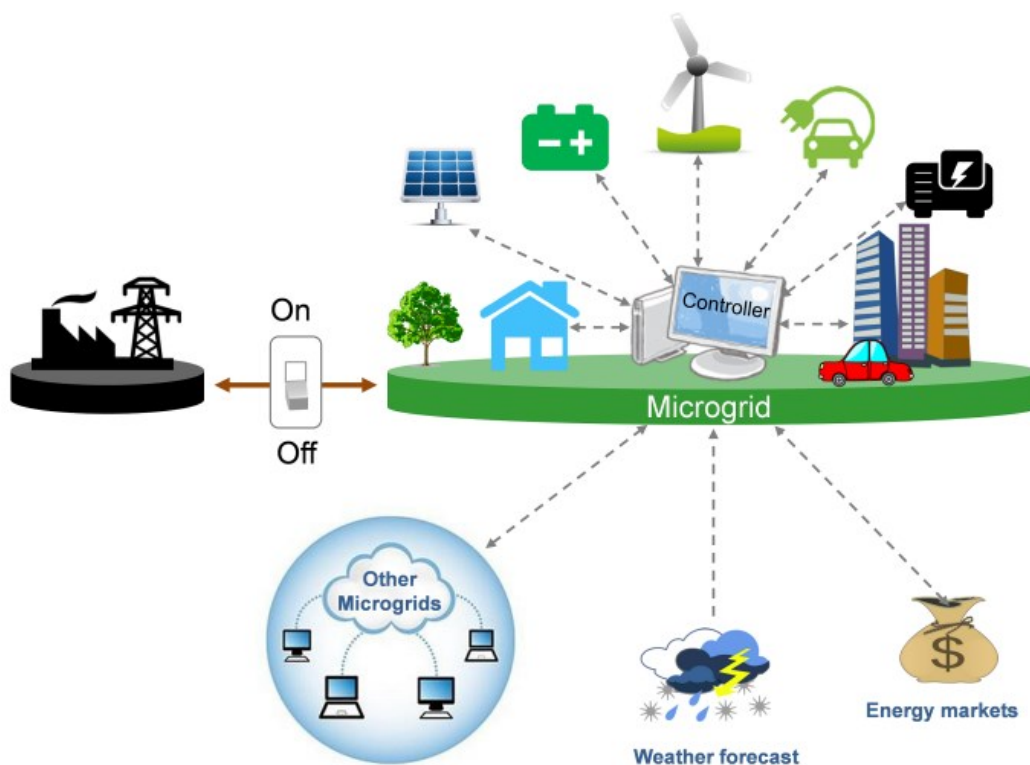 Controller
On
Off
Microgrid
Other
Microgrids
$
Weather forecast
Energy markets